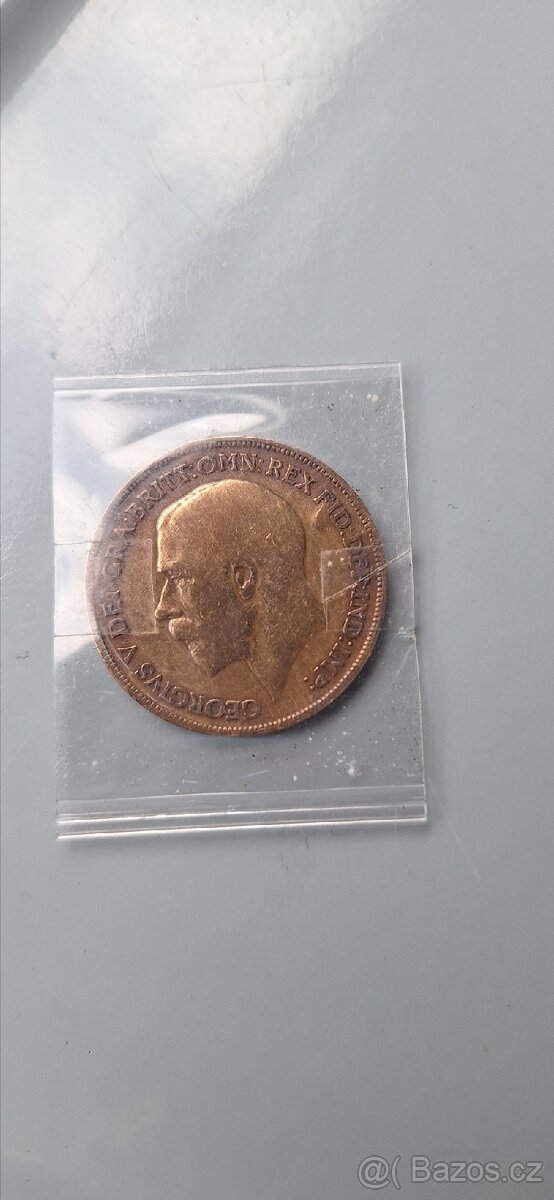 GEORGIVS V DEI GRA: BRITT: OMN: REX FID: DEF: IND: IMP:
@( Bazos.cz